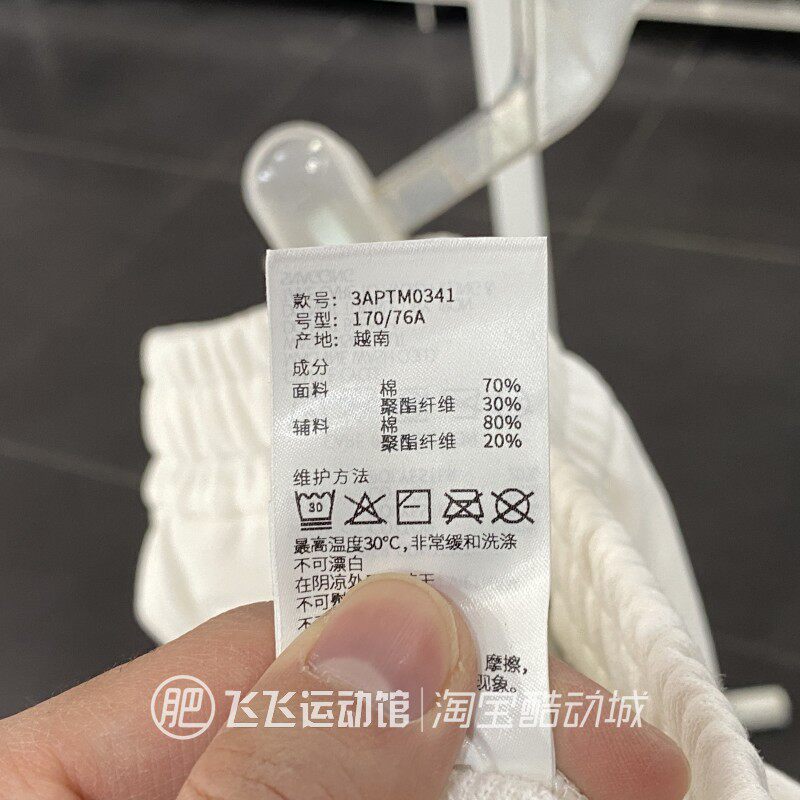 款号: 3APTM0341
号型: 170/76A
产地: 越南
成分
面料 棉 70%
聚酯纤维 30%
辅料 棉 80%
聚酯纤维 20%
维护方法
30
最高温度30℃,非常缓和洗涤
不可漂白
在阴凉处
不可
不
摩擦,
现象。
肥 飞飞运动馆 淘宝酷动城